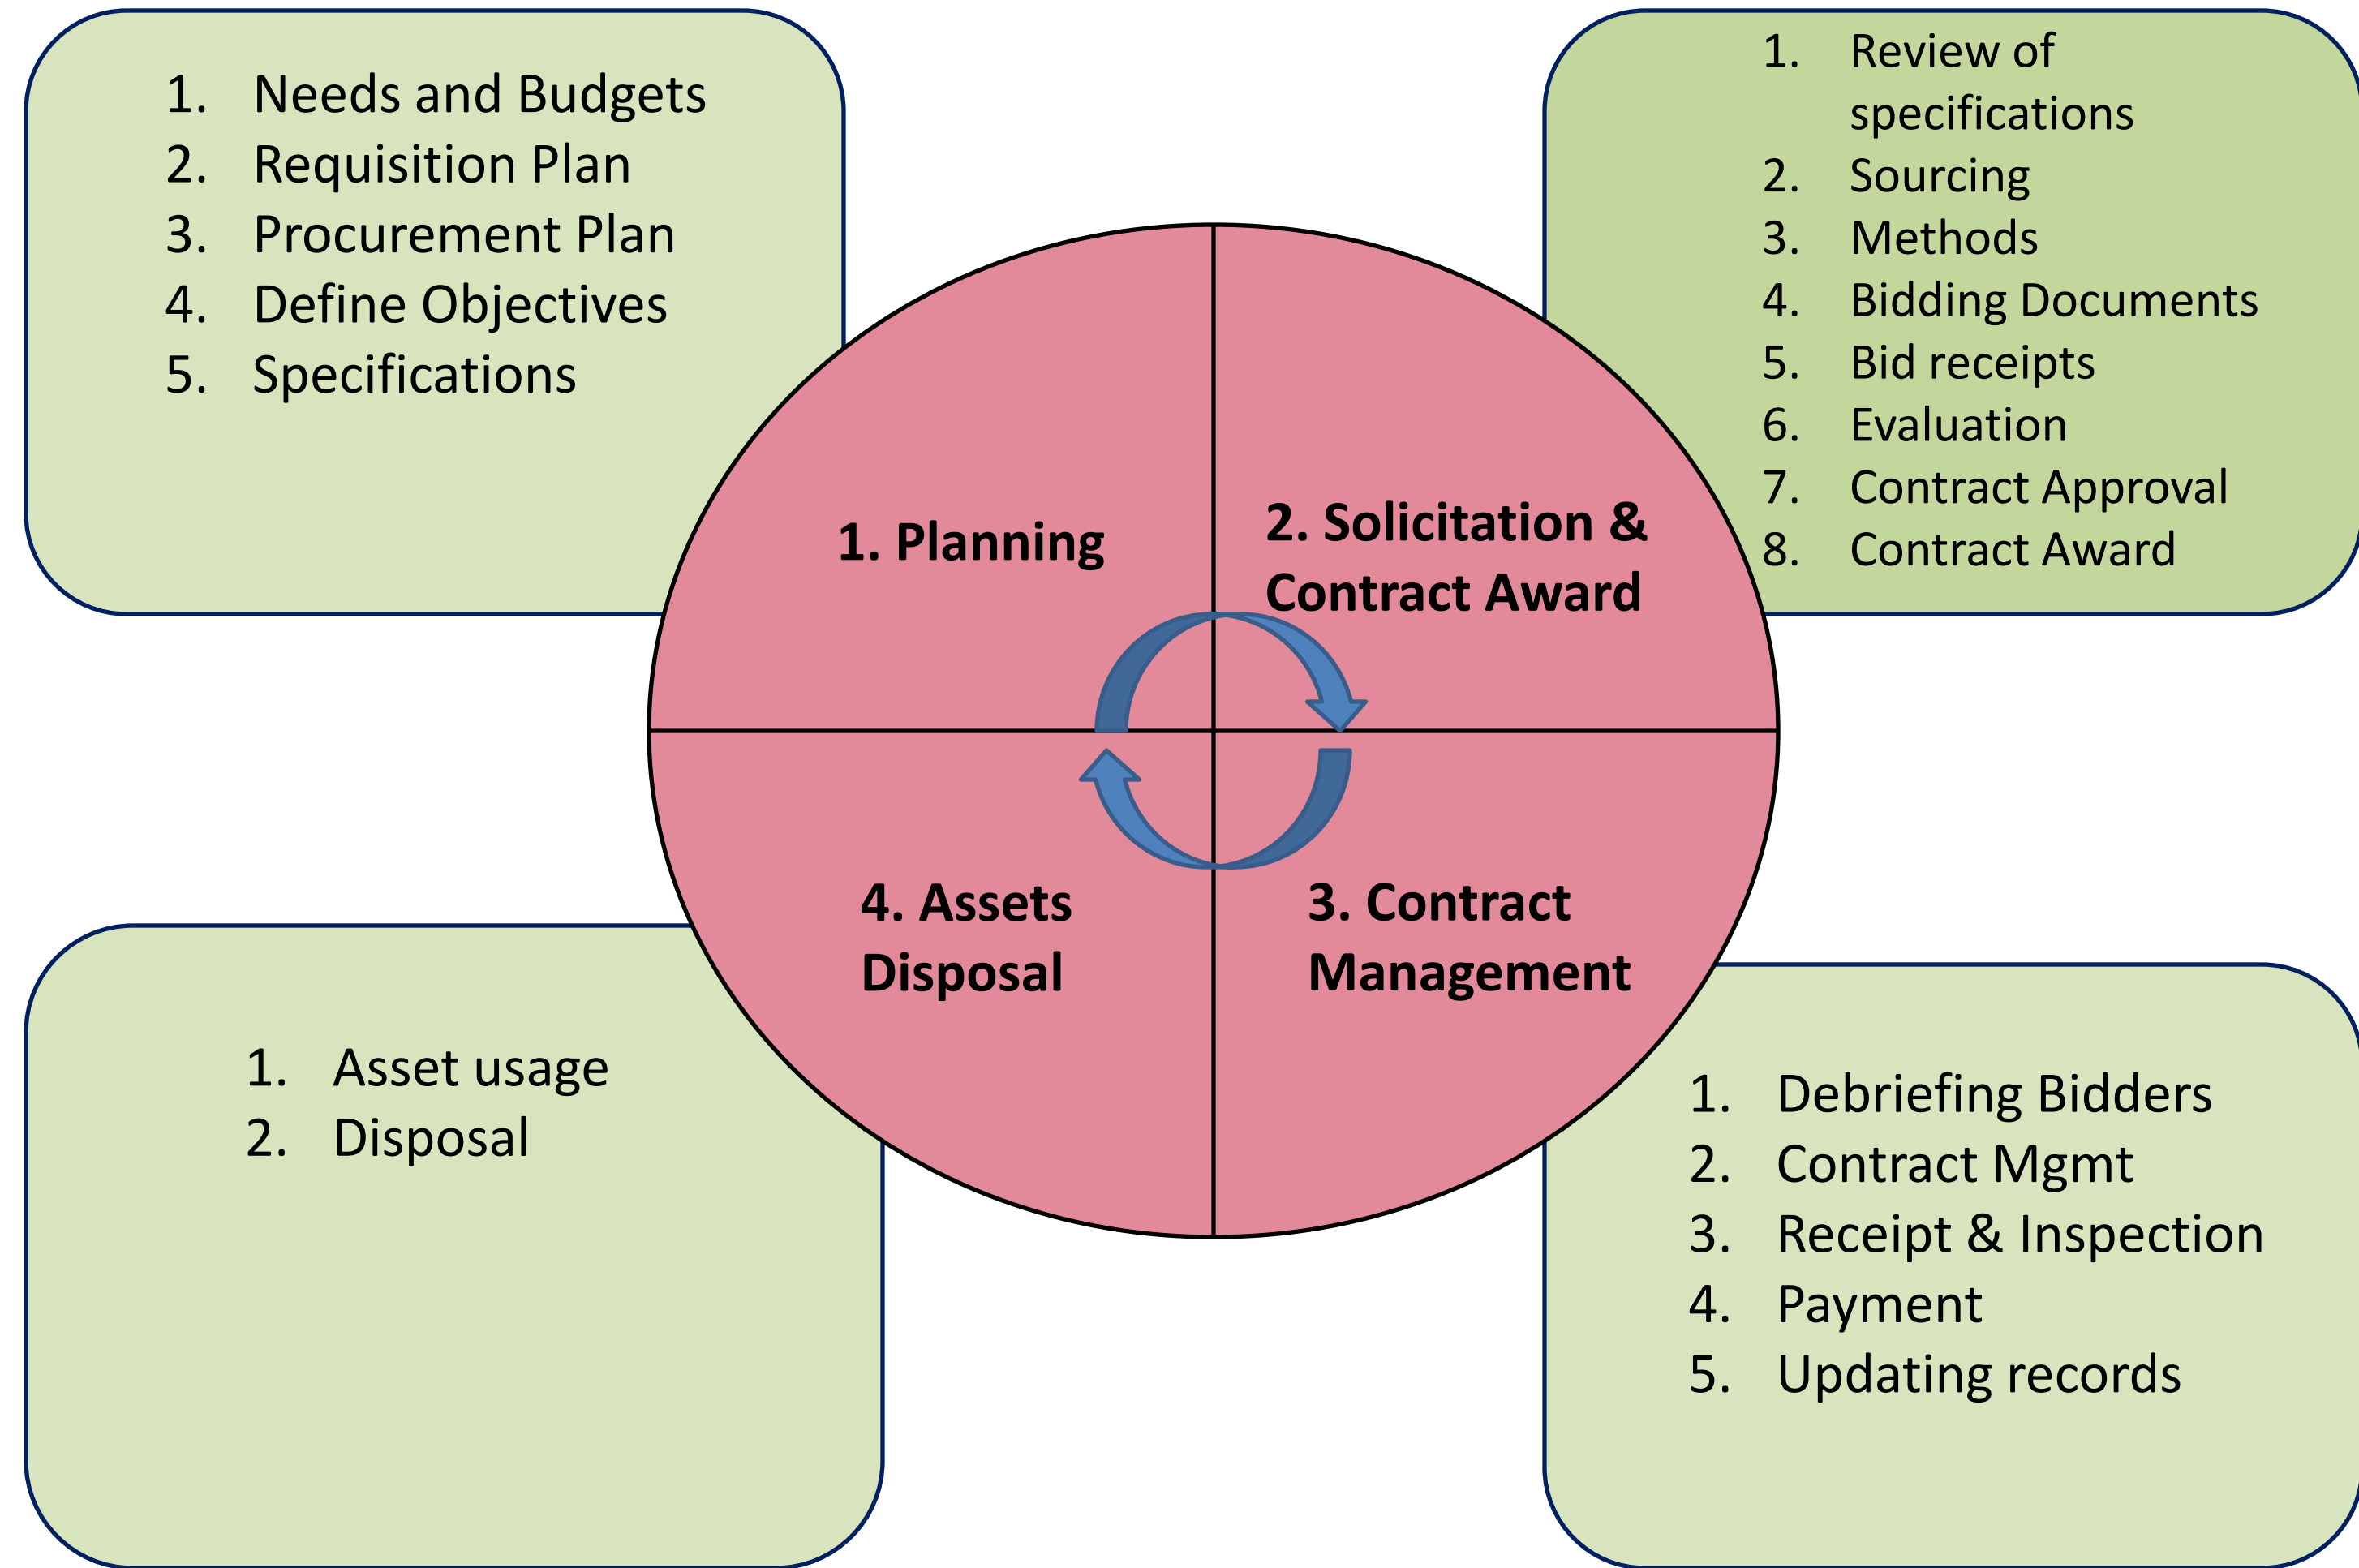 1. Needs and Budgets
2. Requisition Plan
3. Procurement Plan
4. Define Objectives
5. Specifications
1. Review of
specifications
2. Sourcing
3. Methods
4. Bidding Documents
5. Bid receipts
6. Evaluation
7. Contract Approval
8. Contract Award
1. Planning
2. Solicitation &
Contract Award
4. Assets
Disposal
3. Contract
Management
1. Asset usage
2. Disposal
1. Debriefing Bidders
2. Contract Mgmt
3. Receipt & Inspection
4. Payment
5. Updating records